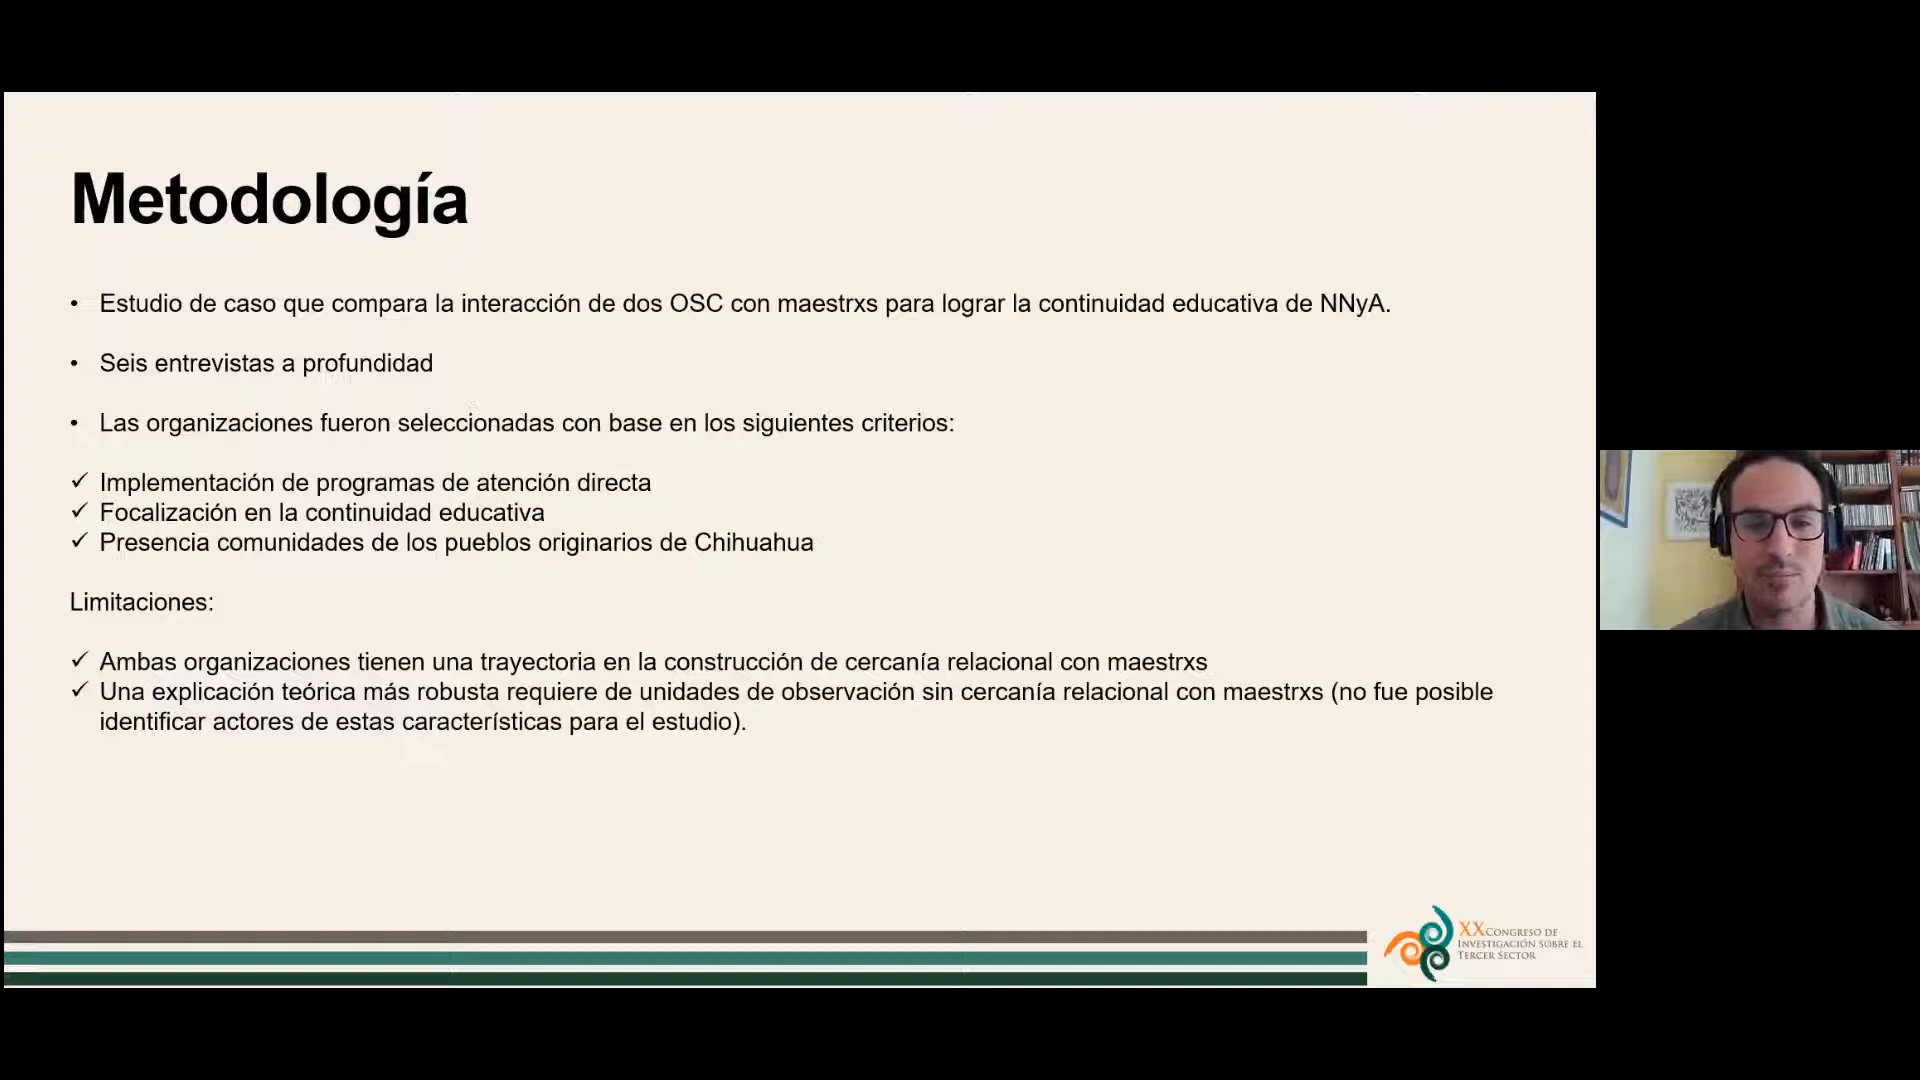 Metodología
• Estudio de caso que compara la interacción de dos OSC con maestrxs para lograr la continuidad educativa de NNyA.
• Seis entrevistas a profundidad
• Las organizaciones fueron seleccionadas con base en los siguientes criterios:
✓ Implementación de programas de atención directa
✓ Focalización en la continuidad educativa
✓ Presencia comunidades de los pueblos originarios de Chihuahua
Limitaciones:
✓ Ambas organizaciones tienen una trayectoria en la construcción de cercanía relacional con maestrxs
✓ Una explicación teórica más robusta requiere de unidades de observación sin cercanía relacional con maestrxs (no fue posible
identificar actores de estas características para el estudio).
XX CONGRESO DE
INVESTIGACIÓN SOBRE EL
TERCER SECTOR